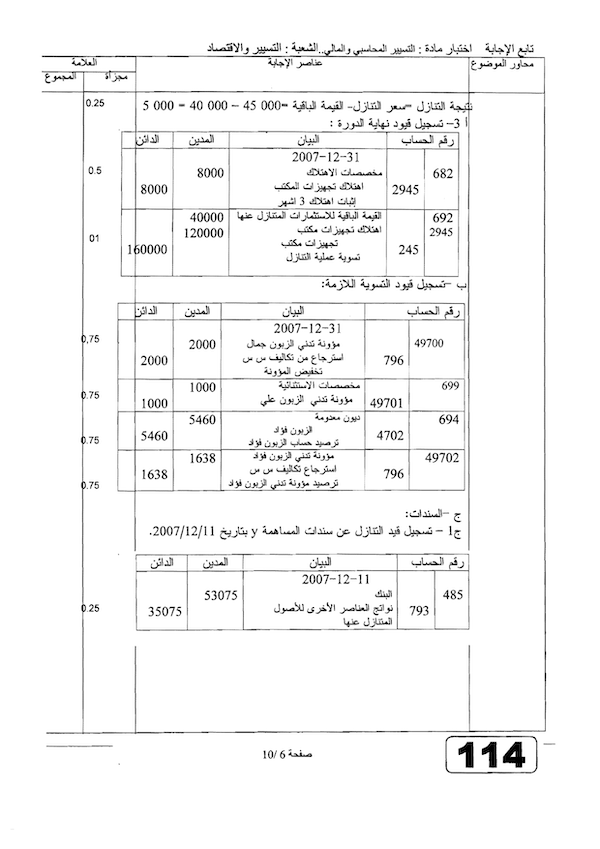 تابع الإجابة اختبار مادة : التسيير المحاسبي والمالي..الشعبة : التسيير والاقتصاد
محاور الموضوع عناصر الإجابة العلامة
مجزأة المجموع
نتيجة التنازل =سعر التنازل- القيمة الباقية =45 000 – 40 000 = 5 000 0.25
أ 3– تسجيل قيود نهاية الدورة :
رقم الحساب البيان المدين الدائن
2007-12-31
682 مخصصات الاهتلاك 8000 0.5
2945 اهتلاك تجهيزات المكتب 8000
إثبات اهتلاك 3 اشهر
692 القيمة الباقية للاستثمارات المتنازل عنها 40000
2945 اهتلاك تجهيزات مكتب 120000 01
245 تجهيزات مكتب 160000
تسوية عملية التنازل
ب –تسجيل قيود التسوية اللازمة:
رقم الحساب البيان المدين الدائن
2007-12-31
49700 مؤونة تدني الزبون جمال 2000 0,75
796 استرجاع من تكاليف س س 2000
تخفيض المؤونة
699 مخصصات الاستثنائية 1000 0.75
49701 مؤونة تدني الزبون علي 1000
694 ديون معدومة 5460
4702 الزبون فؤاد 5460 0.75
ترصيد حساب الزبون فؤاد
49702 مؤونة تدني الزبون فؤاد 1638
796 استرجاع تكاليف س س 1638
ترصيد مؤونة تدني الزبون فؤاد 0.75
ج –السندات:
ج1 – تسجيل قيد التنازل عن سندات المساهمة y بتاريخ 2007/12/11.
رقم الحساب البيان المدين الدائن
2007-12-11
485 البنك 53075
793 نواتج العناصر الأخرى للأصول 35075 0.25
المتنازل عنها
صفحة 6 /10
114